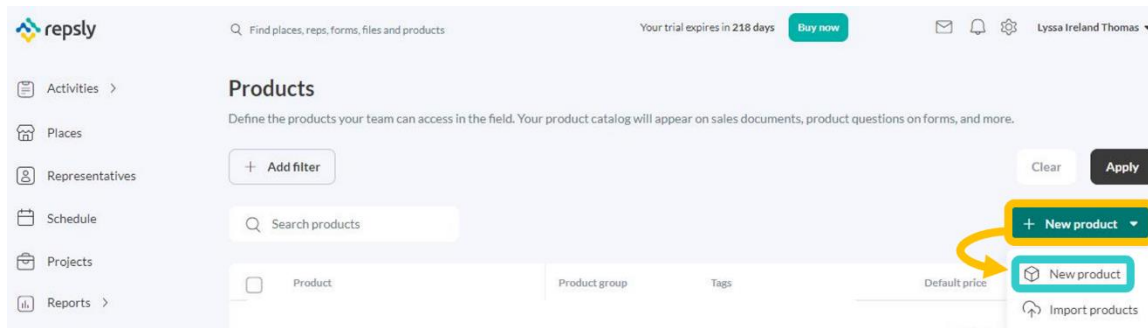 repsly
Find places, reps, forms, files and products
Your trial expires in 218 days
Buy now
Lyssa Ireland Thomas
Activities >
Places
Representatives
Schedule
Projects
Reports >
Products
Define the products your team can access in the field. Your product catalog will appear on sales documents, product questions on forms, and more.
+ Add filter
Clear
Apply
Search products
+ New product
New product
Import products
Product
Product group
Tags
Default price